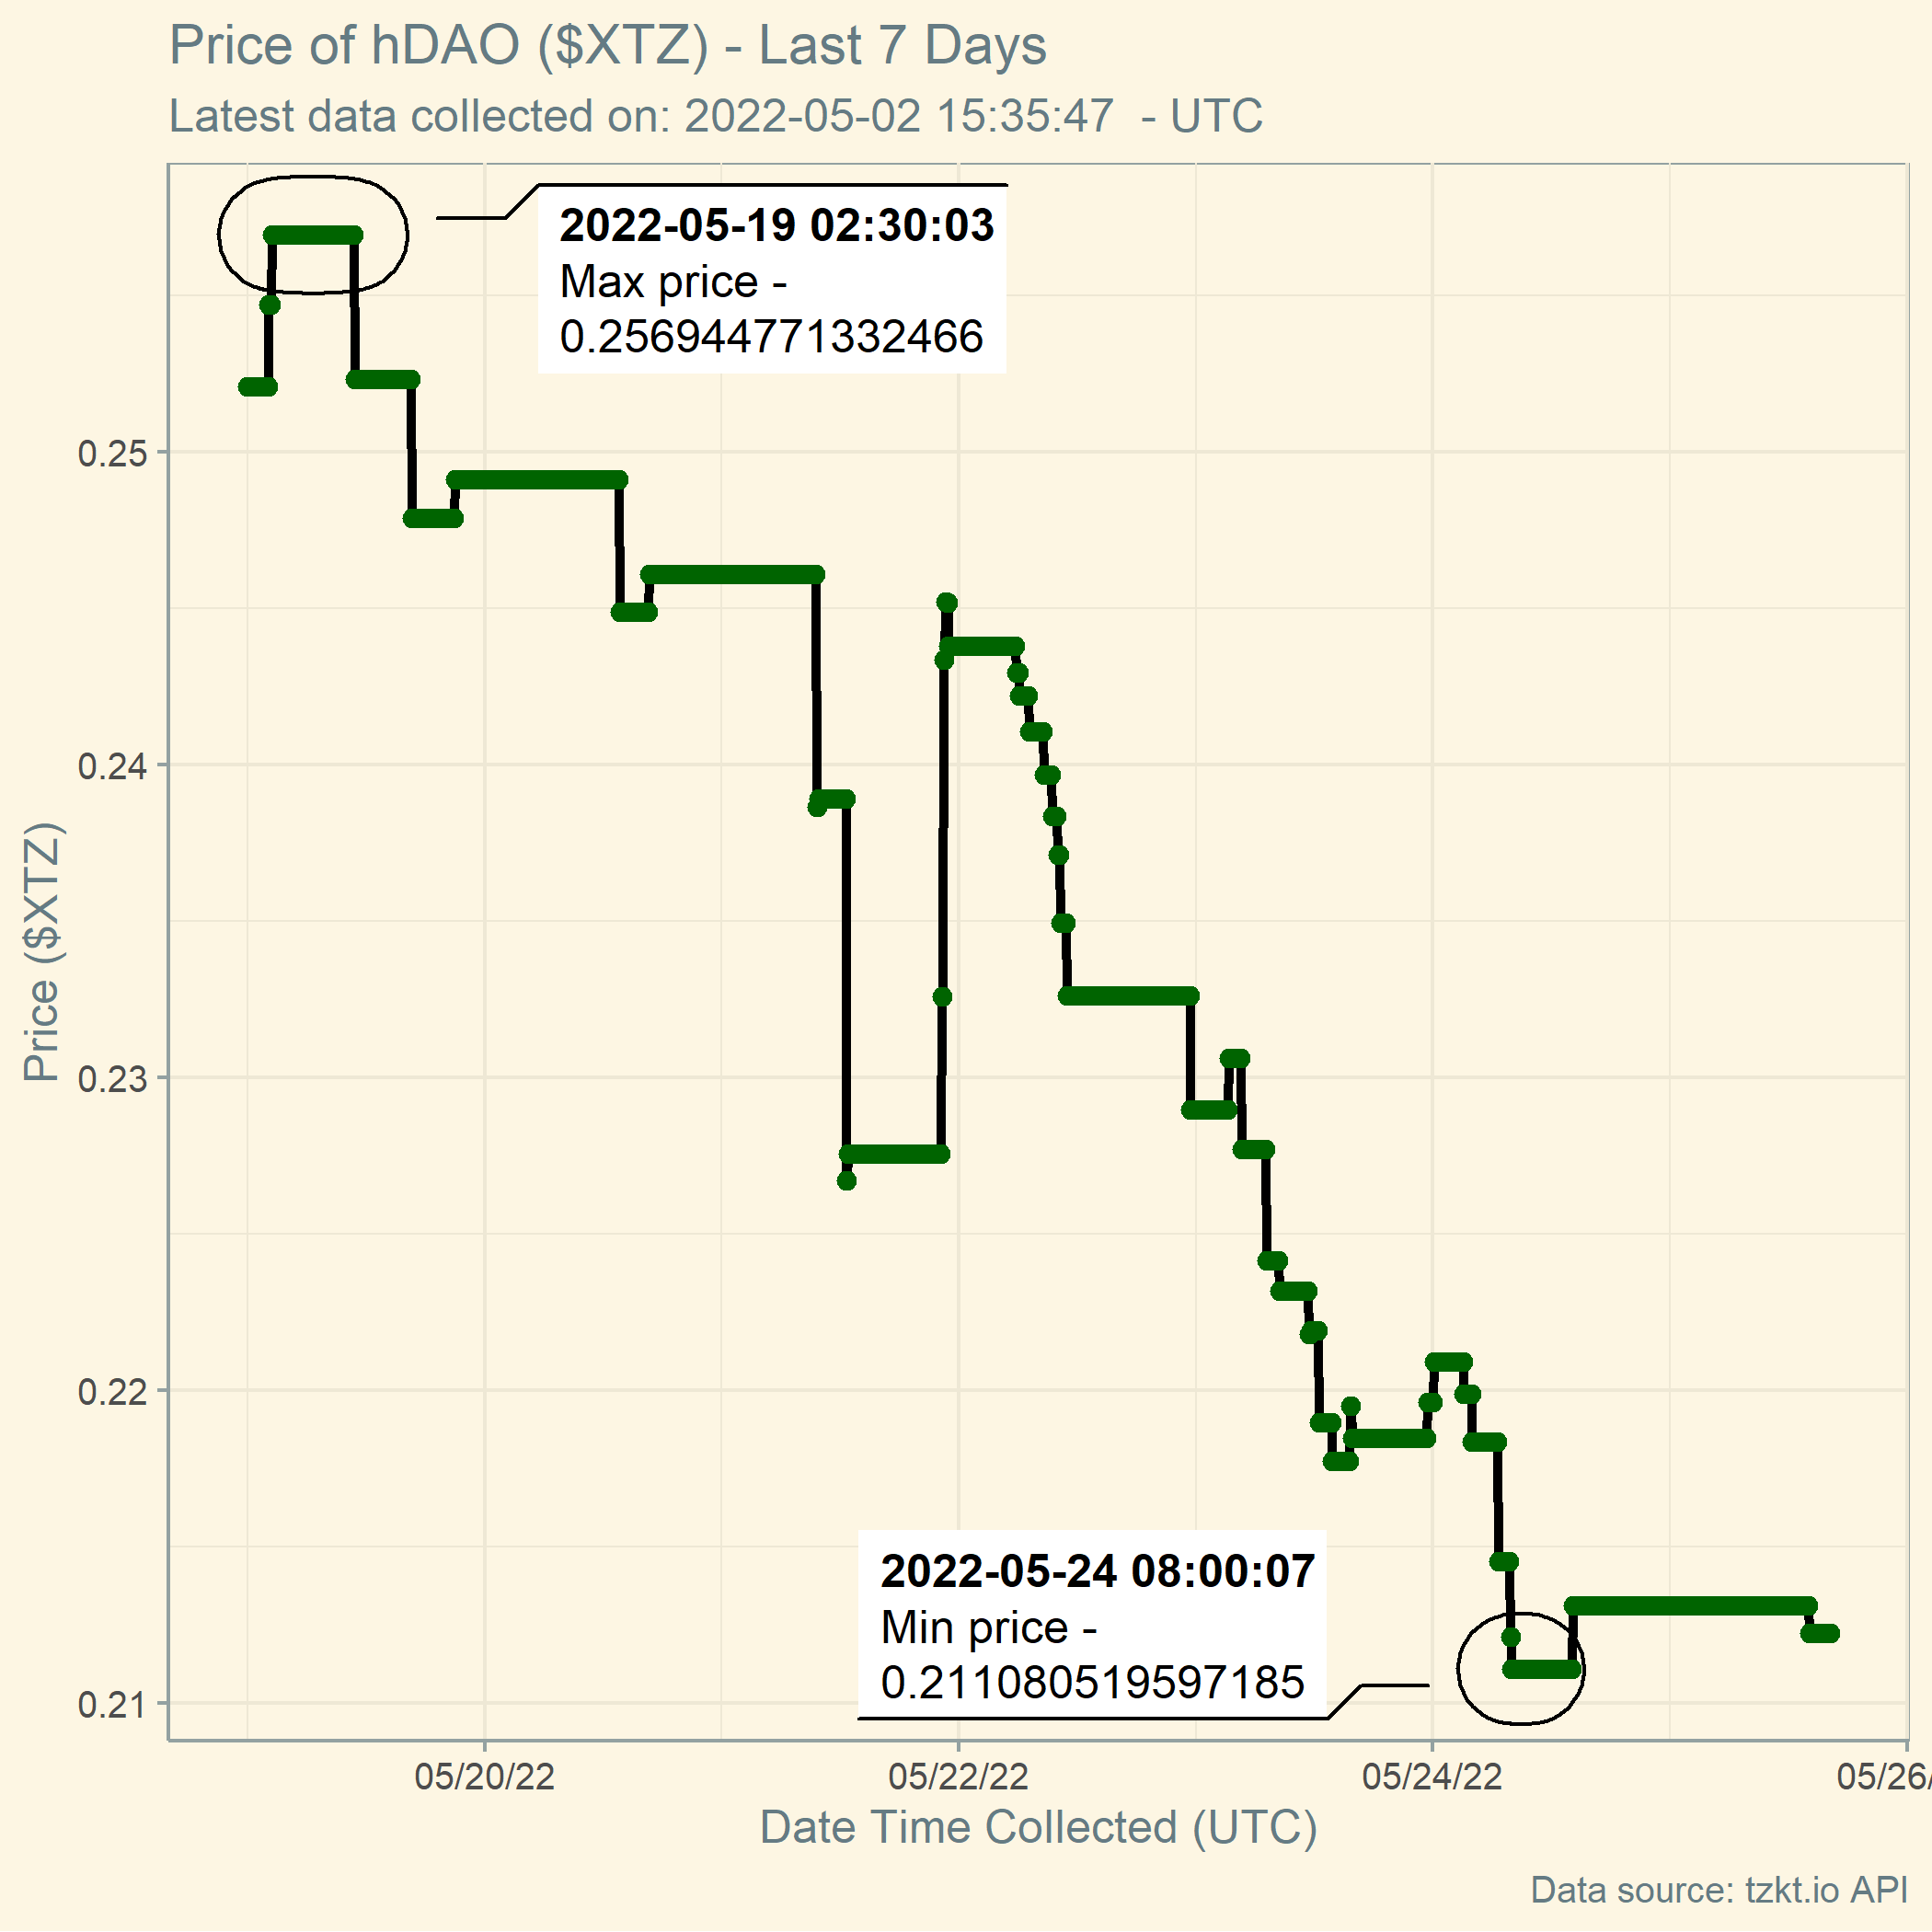 Price of hDAO ($XTZ) - Last 7 Days
Latest data collected on: 2022-05-02 15:35:47 - UTC
2022-05-19 02:30:03
Max price -
0.256944771332466
0.25
0.24
0.23
0.22
0.21
Price ($XTZ)
2022-05-24 08:00:07
Min price -
0.211080519597185
05/20/22
05/22/22
05/24/22
05/26/
Date Time Collected (UTC)
Data source: tzkt.io API